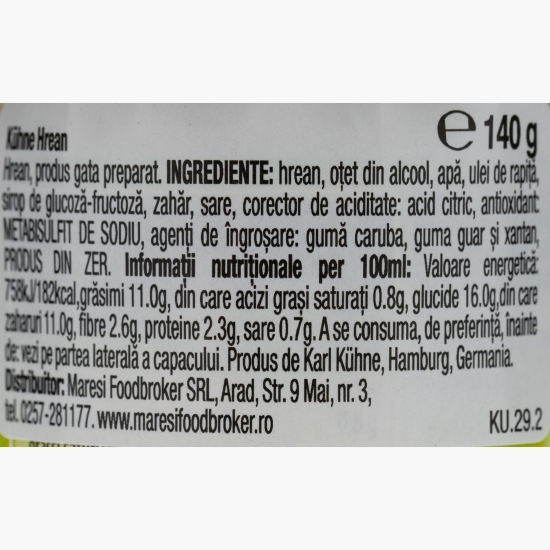 Kühne Hrean
℮ 140 g
Hrean, produs gata preparat. INGREDIENTE: hrean, oțet din alcool, apă, ulei de rapiță,
sirop de glucoză-fructoză, zahăr, sare, corector de aciditate: acid citric, antioxidant:
METABISULFIT DE SODIU, agenți de îngroșare: gumă caruba, guma guar și xantan,
PRODUS DIN ZER. Informații nutriționale per 100ml: Valoare energetică:
758kJ/182kcal,grăsimi 11.0g, din care acizi grași saturați 0.8g, glucide 16.0g,din care
zaharuri 11.0g, fibre 2.6g, proteine 2.3g, sare 0.7g. A se consuma, de preferință, înainte
de: vezi pe partea laterală a capacului. Produs de Karl Kühne, Hamburg, Germania.
Distribuitor: Maresi Foodbroker SRL, Arad, Str. 9 Mai, nr. 3,
tel. 0257-281177. www.maresifoodbroker.ro
KU.29.2